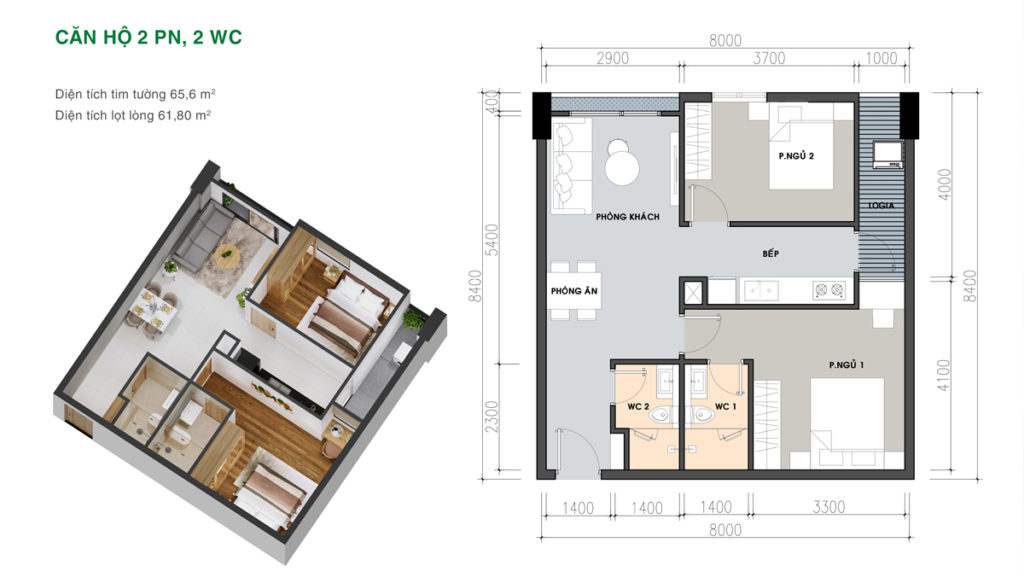 CĂN HỘ 2 PN, 2 WC
Diện tích tim tường 65,6 m²
Diện tích lọt lòng 61,80 m²
8000
2900
3700
1000
400
5400
2300
8400
4000
4100
8400
P.NGỦ 2
LOGIA
PHÒNG KHÁCH
BẾP
PHÒNG ĂN
P.NGỦ 1
WC 2
WC 1
1400
1400
1400
3300
8000